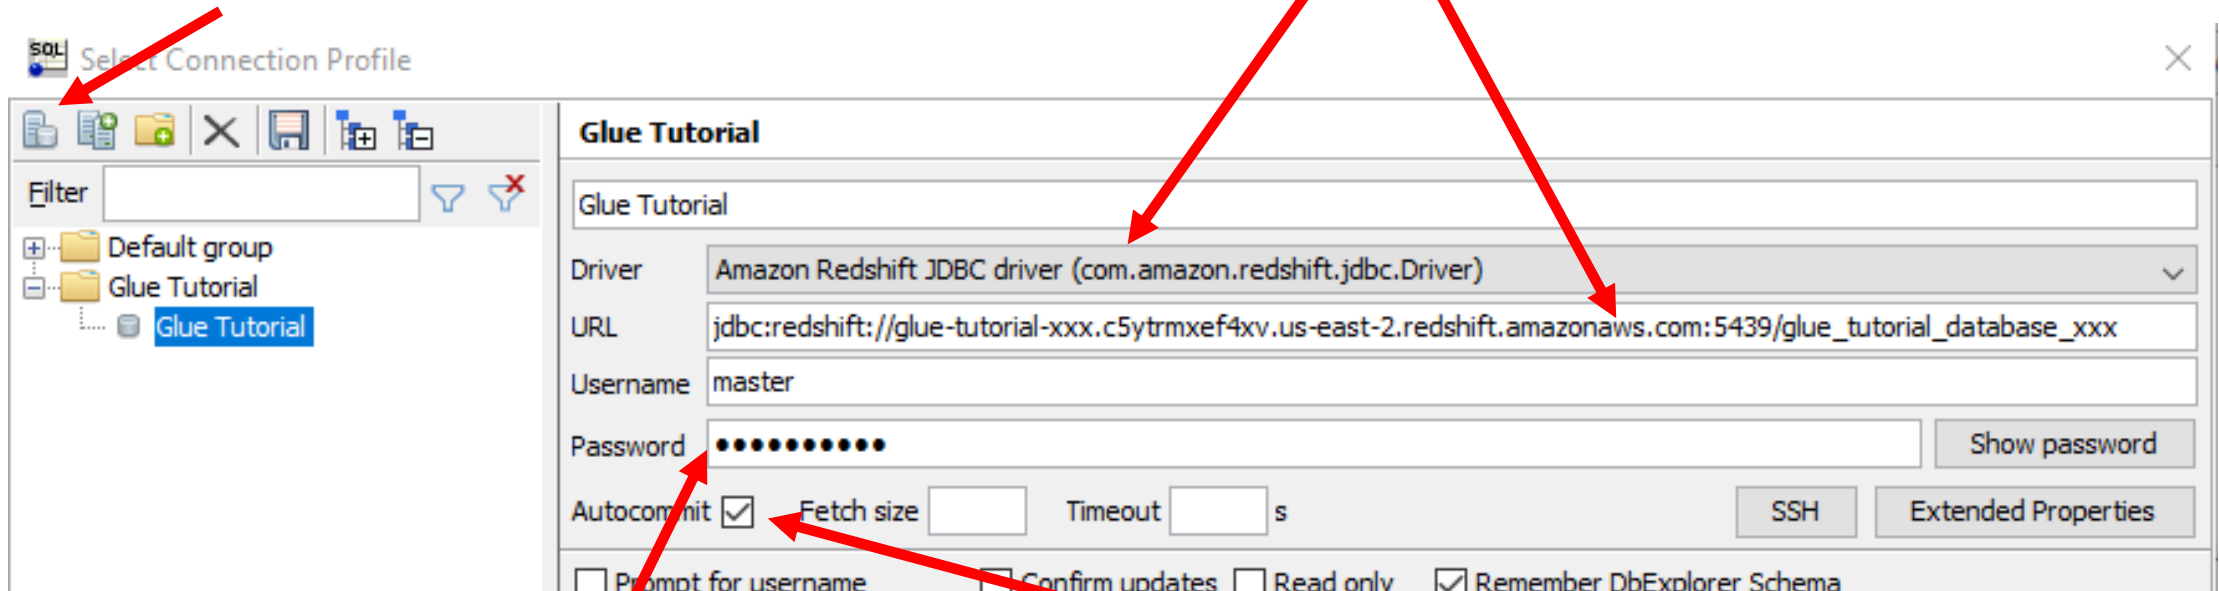 SQL
Select Connection Profile
Glue Tutorial
Filter
Glue Tutorial
Default group
Glue Tutorial
Glue Tutorial
Driver Amazon Redshift JDBC driver (com.amazon.redshift.jdbc.Driver)
URL jdbc:redshift://glue-tutorial-xxx.c5ytrmxef4xv.us-east-2.redshift.amazonaws.com:5439/glue_tutorial_database_xxx
Username master
Password ●●●●●●●●●● Show password
Autocommit Fetch size Timeout s SSH Extended Properties
Prompt for username Confirm updates Read only Remember DbExplorer Schema